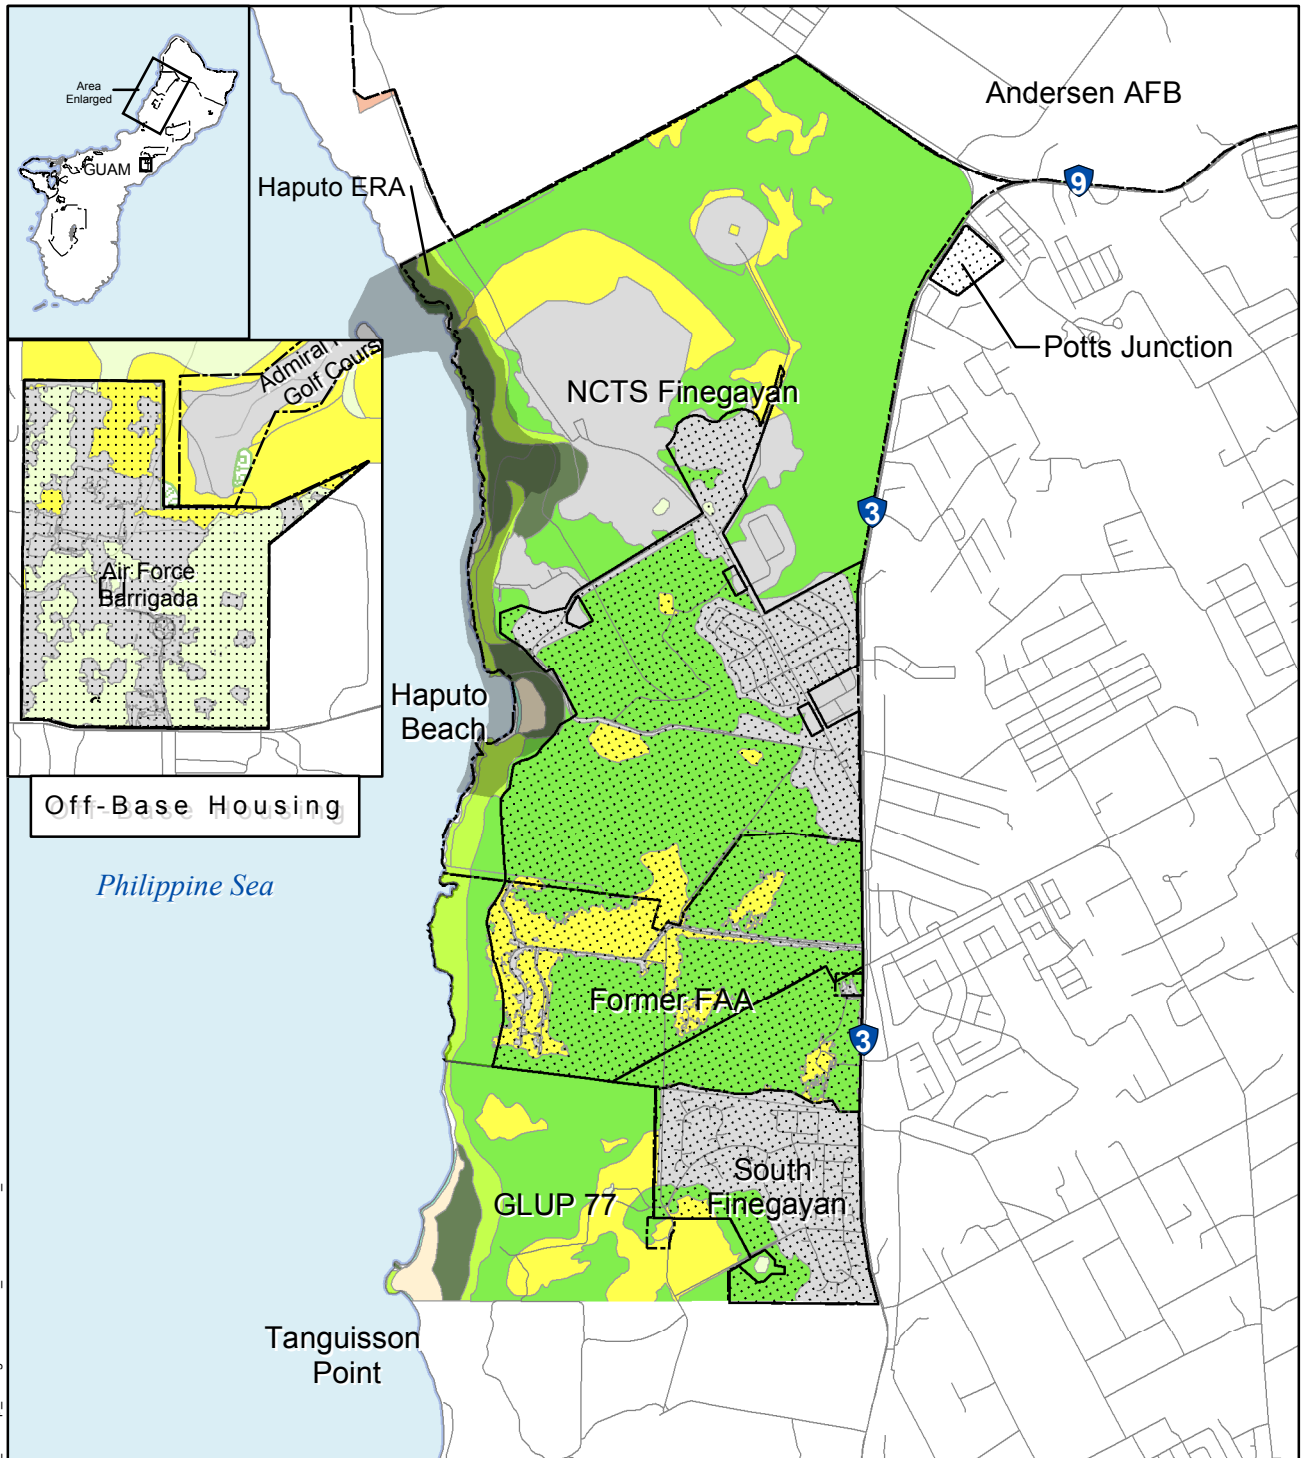 Area
Enlarged
GUAM
Andersen AFB
9
Haputo ERA
Potts Junction
Admiral
Golf Cours
NCTS Finegayan
3
Air Force
Barrigada
Haputo
Beach
Off-Base Housing
Philippine Sea
Former FAA
3
South
Finegayan
GLUP 77
Tanguisson
Point